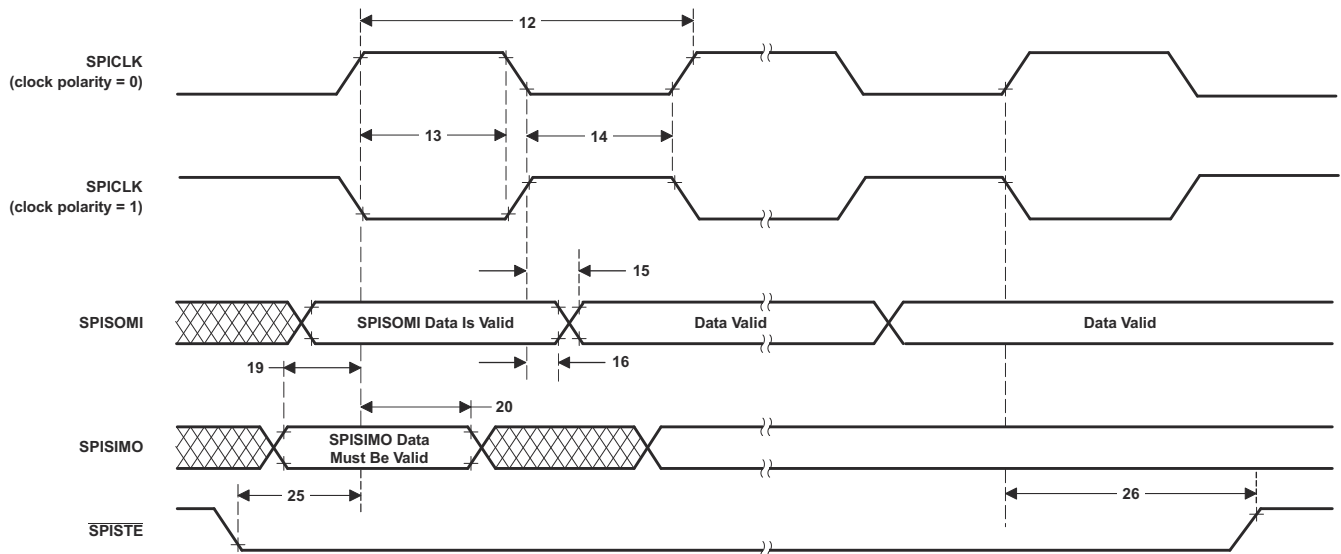 12
SPICLK
(clock polarity = 0)
13
14
SPICLK
(clock polarity = 1)
15
SPISOMI
SPISOMI Data Is Valid
Data Valid
Data Valid
16
19
20
SPISIMO
SPISIMO Data
Must Be Valid
25
26
SPISTE